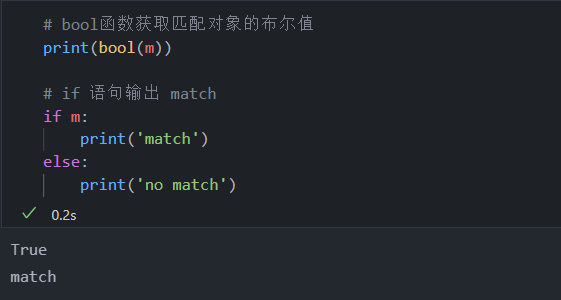 # bool函数获取匹配对象的布尔值
print(bool(m))
# if 语句输出 match
if m:
    print('match')
else:
    print('no match')
0.2s
True
match